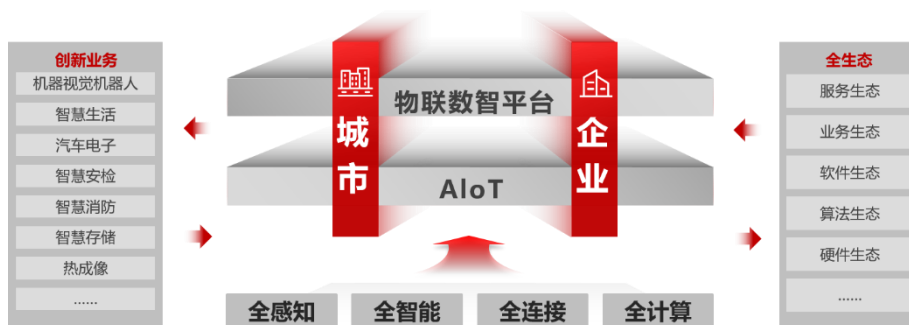 创新业务
机器视觉机器人
智慧生活
汽车电子
智慧安检
智慧消防
智慧存储
热成像
......
物联数智平台
AIoT
城市
企业
全感知
全智能
全连接
全计算
全生态
服务生态
业务生态
软件生态
算法生态
硬件生态
......